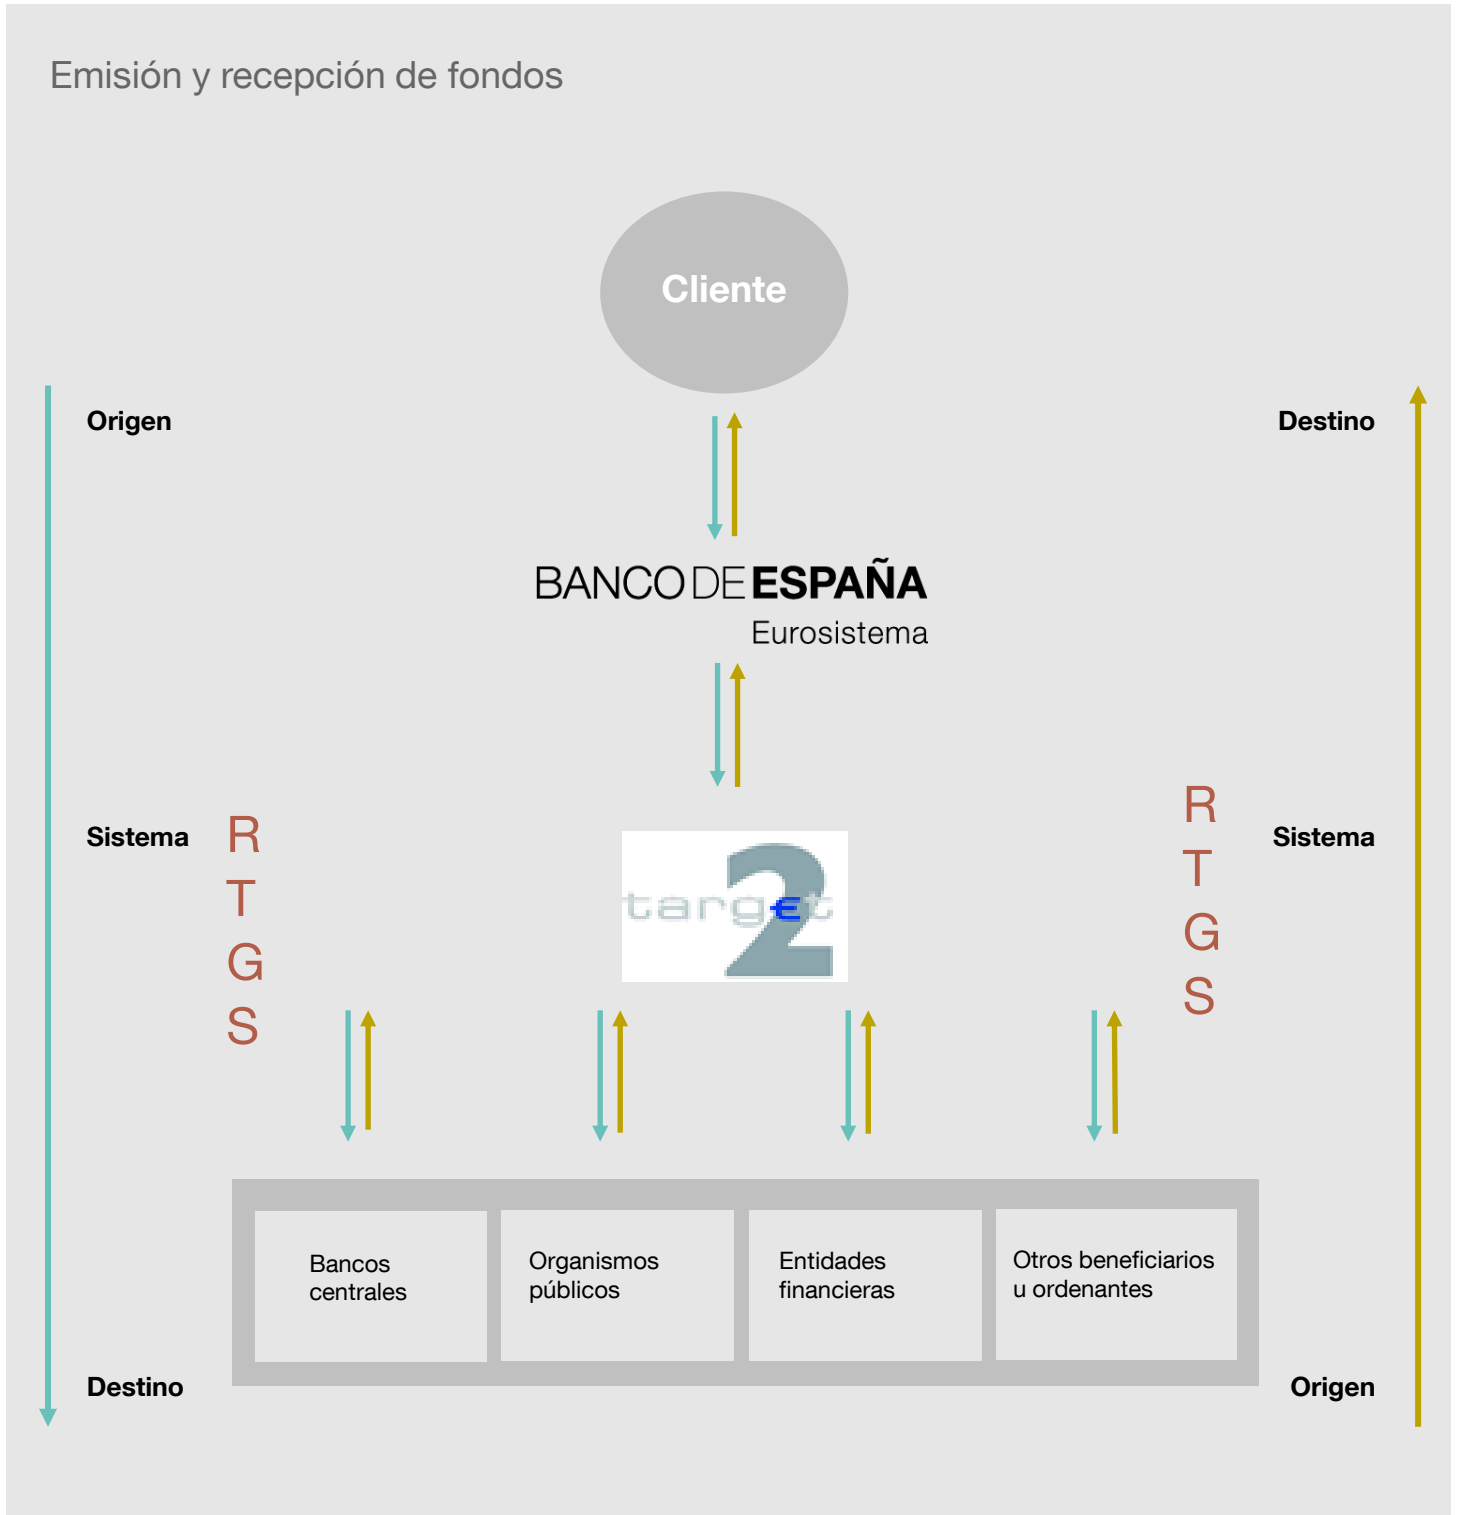 Emisión y recepción de fondos
Cliente
Origen
Destino
BANCO DE ESPAÑA
Eurosistema
Sistema
R
T
G
S
target2
R
T
G
S
Sistema
Bancos
centrales
Organismos
públicos
Entidades
financieras
Otros beneficiarios
u ordenantes
Destino
Origen